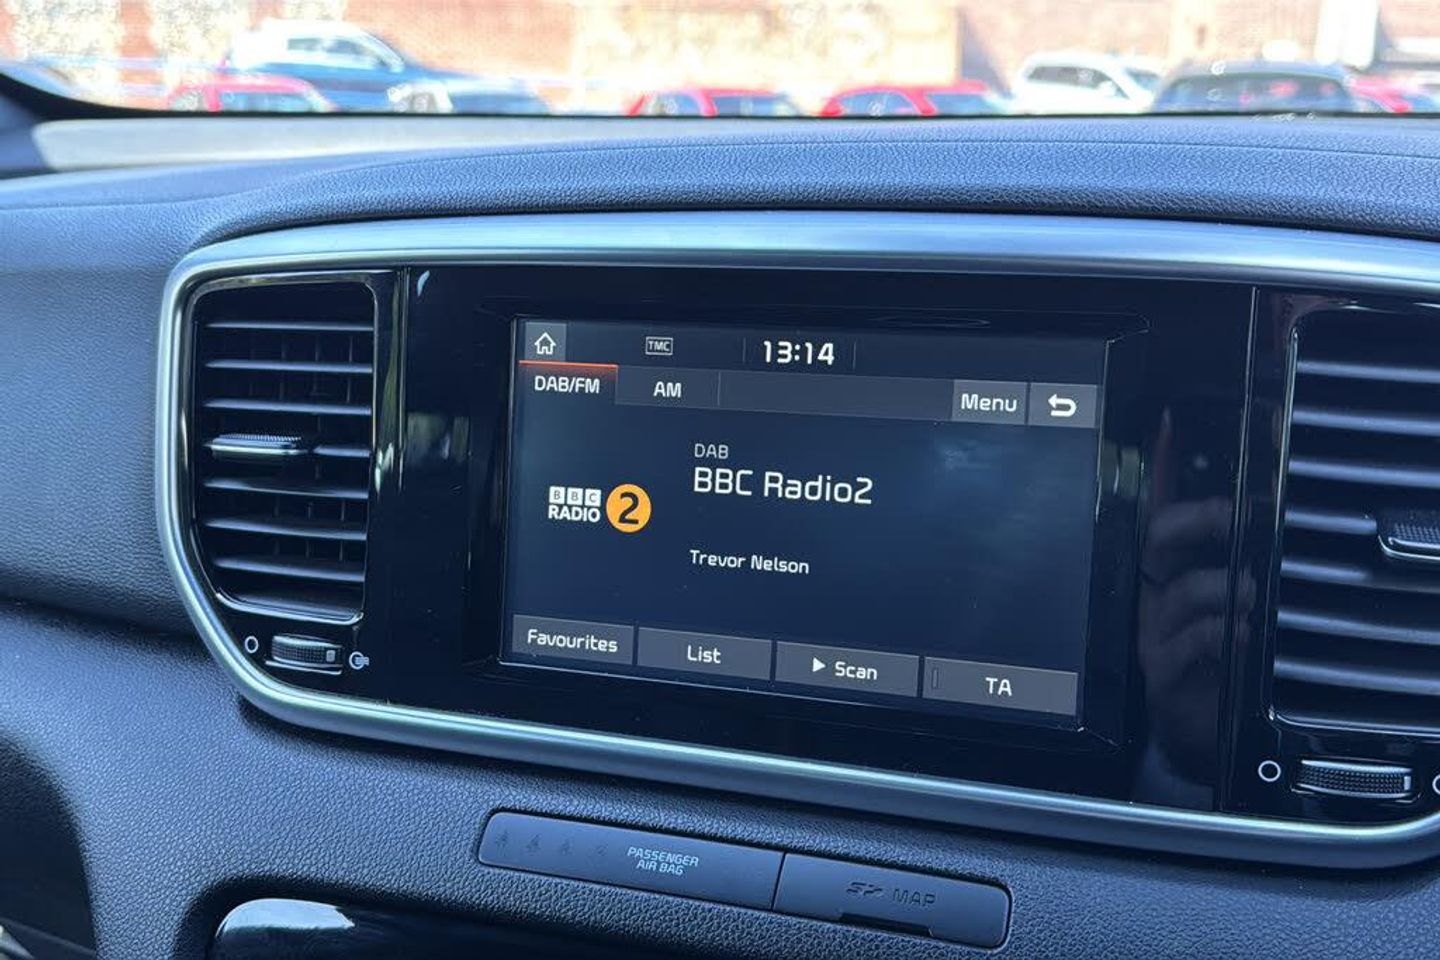 TMC
13:14
DAB/FM
AM
Menu
DAB
BBC Radio2
BBC
RADIO 2
Trevor Nelson
Favourites
List
Scan
TA
PASSENGER
AIR BAG
SD MAP